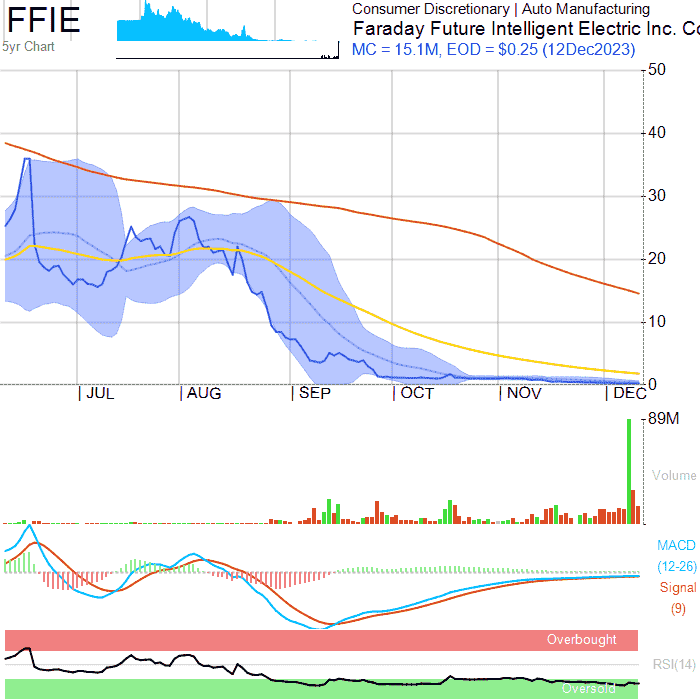 FFIE
5yr Chart
Consumer Discretionary | Auto Manufacturing
Faraday Future Intelligent Electric Inc. Co
MC = 15.1M, EOD = $0.25 (12Dec2023)
50
40
30
20
10
0
JUL
AUG
SEP
OCT
NOV
DEC
89M
Volume
MACD
(12-26)
Signal
(9)
Overbought
RSI(14)
Oversold